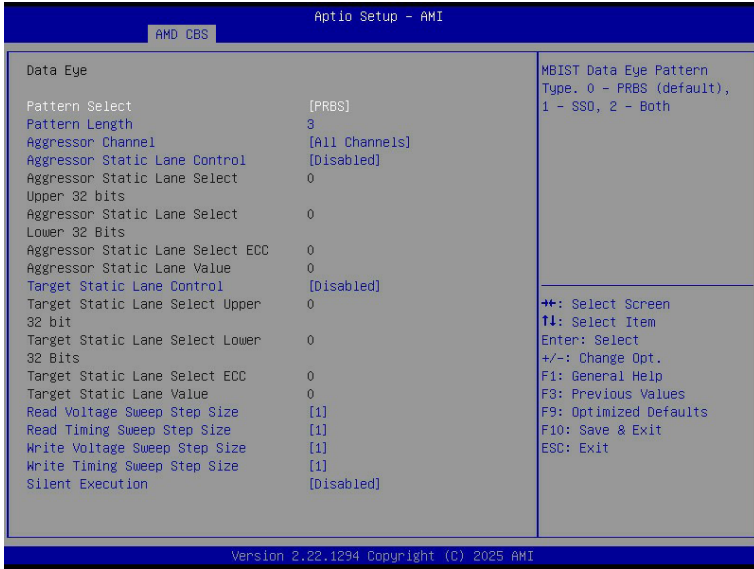 Aptio Setup - AMI
AMD CBS
Data Eye
Pattern Select [PRBS]
Pattern Length 3
Aggressor Channel [All Channels]
Aggressor Static Lane Control [Disabled]
Aggressor Static Lane Select 0
Upper 32 bits
Aggressor Static Lane Select 0
Lower 32 Bits
Aggressor Static Lane Select ECC 0
Aggressor Static Lane Value 0
Target Static Lane Control [Disabled]
Target Static Lane Select Upper 0
32 bit
Target Static Lane Select Lower 0
32 Bits
Target Static Lane Select ECC 0
Target Static Lane Value 0
Read Voltage Sweep Step Size [1]
Read Timing Sweep Step Size [1]
Write Voltage Sweep Step Size [1]
Write Timing Sweep Step Size [1]
Silent Execution [Disabled]
MBIST Data Eye Pattern
Type. 0 - PRBS (default),
1 - SSO, 2 - Both
→←: Select Screen
↑↓: Select Item
Enter: Select
+/-: Change Opt.
F1: General Help
F3: Previous Values
F9: Optimized Defaults
F10: Save & Exit
ESC: Exit
Version 2.22.1294 Copyright (C) 2025 AMI